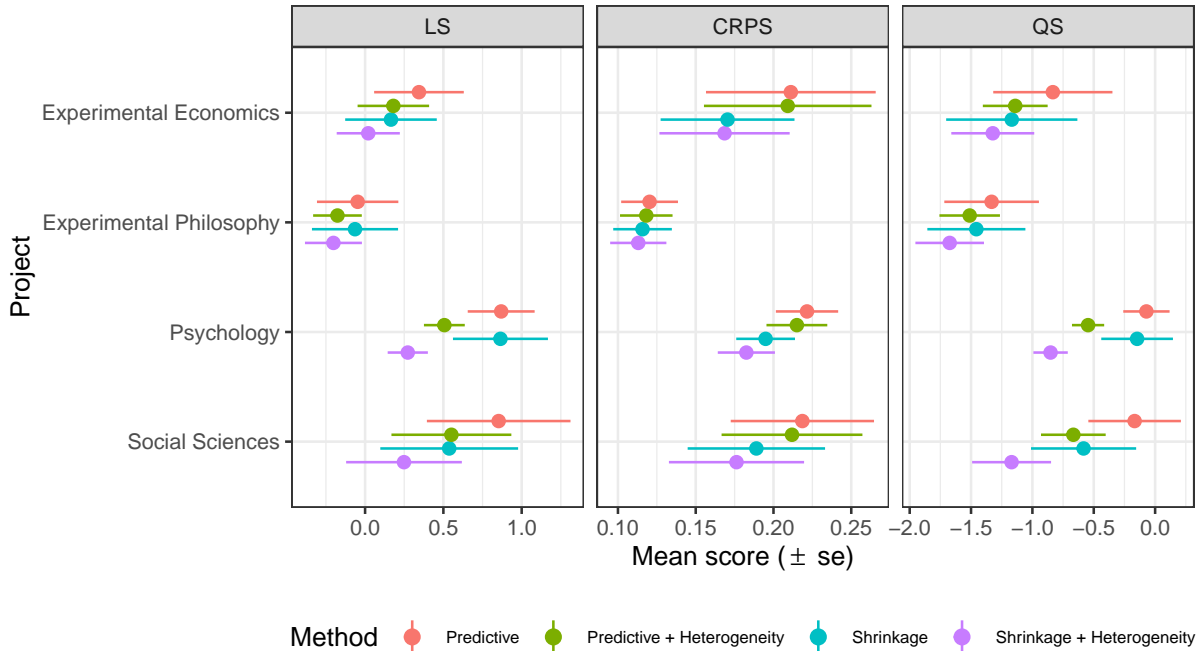 LS CRPS QS
Project
Experimental Economics
Experimental Philosophy
Psychology
Social Sciences
0.0 0.5 1.0 0.10 0.15 0.20 0.25 −2.0 −1.5 −1.0 −0.5 0.0
Mean score (± se)
Method Predictive Predictive + Heterogeneity Shrinkage Shrinkage + Heterogeneity